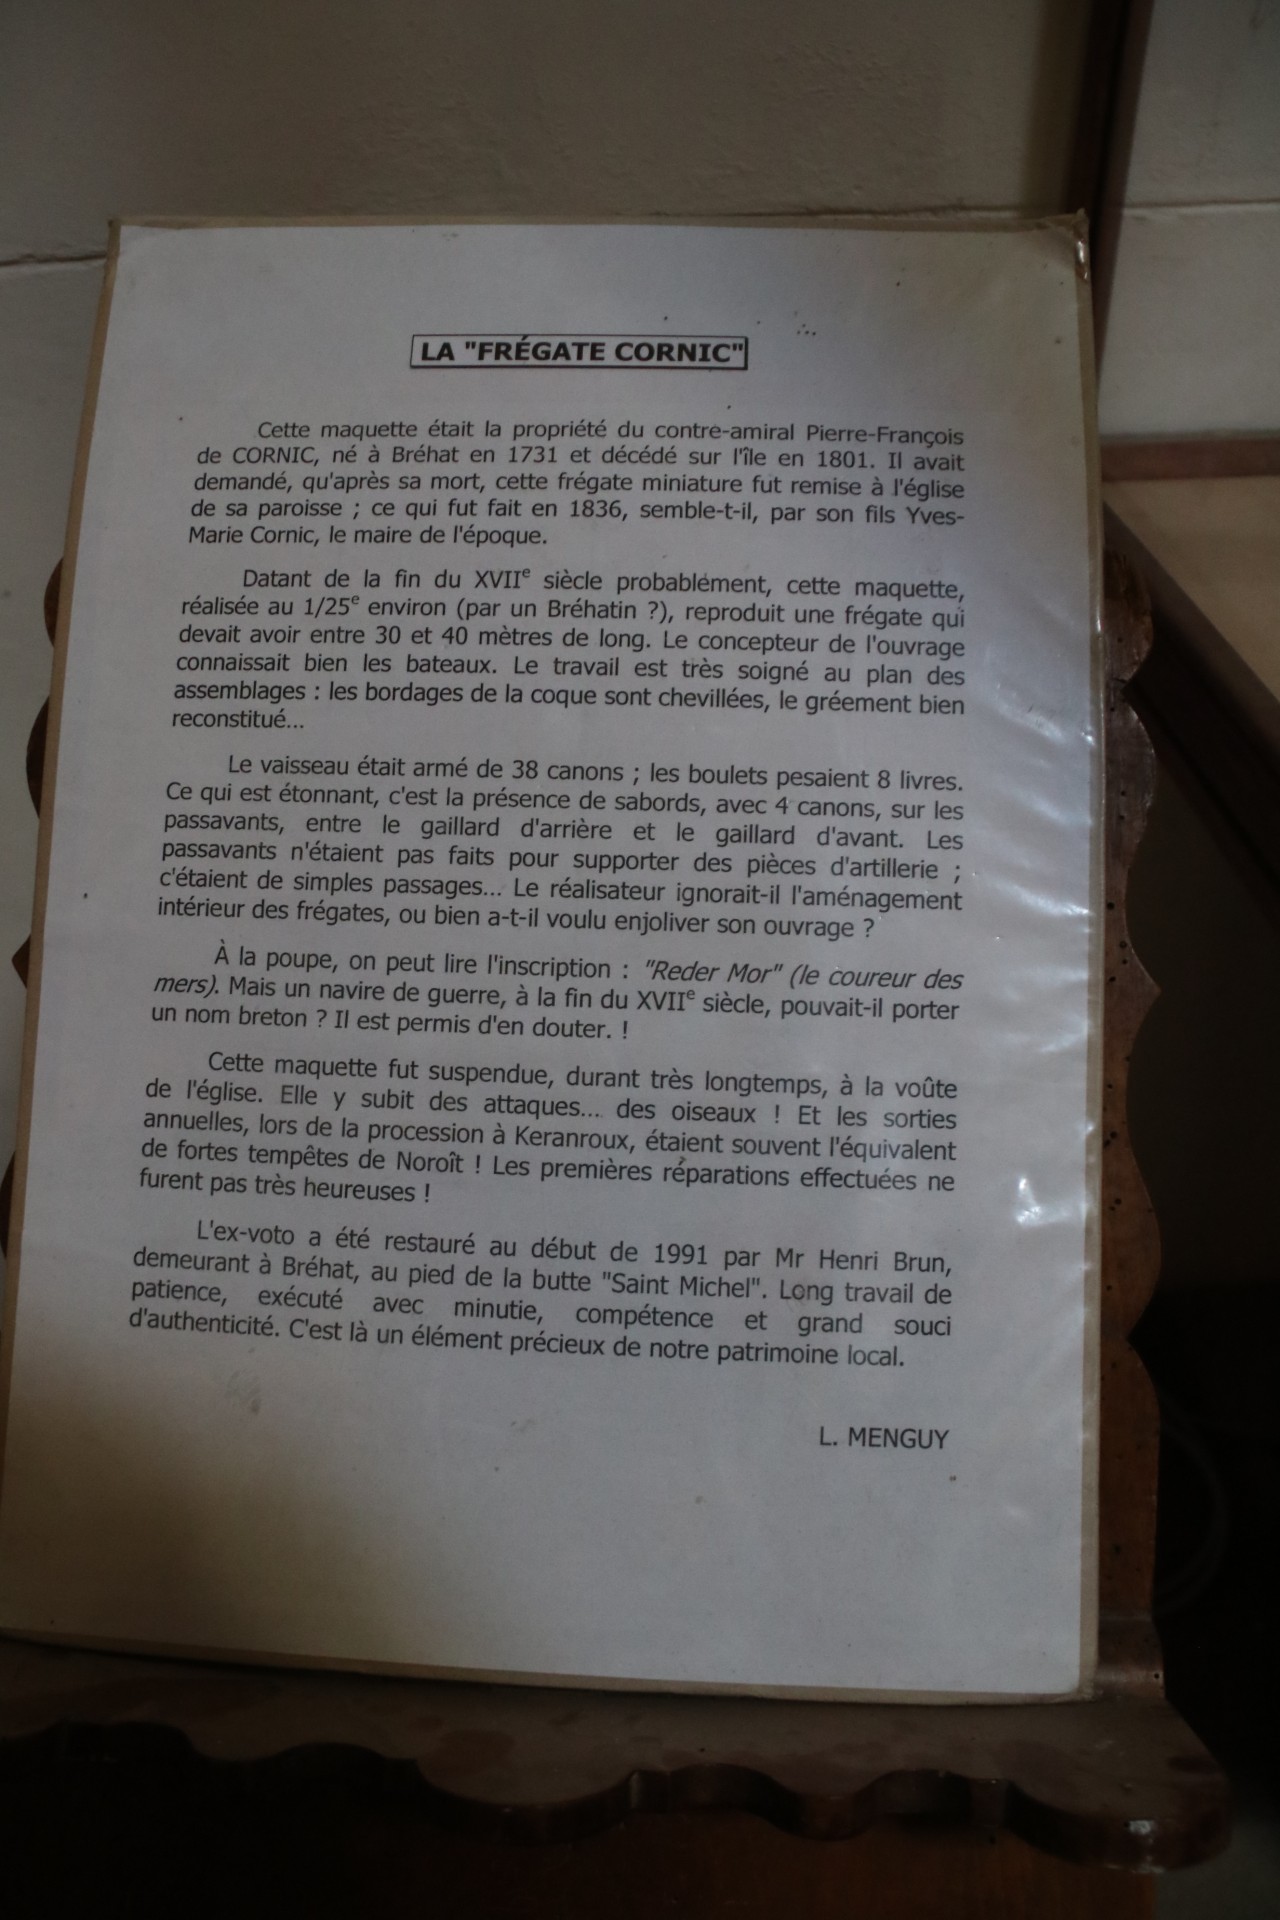 LA "FRÉGATE CORNIC"
Cette maquette était la propriété du contre-amiral Pierre-François
de CORNIC, né à Bréhat en 1731 et décédé sur l'île en 1801. Il avait
demandé, qu'après sa mort, cette frégate miniature fut remise à l'église
de sa paroisse ; ce qui fut fait en 1836, semble-t-il, par son fils Yves-
Marie Cornic, le maire de l'époque.
Datant de la fin du XVIIe siècle probablement, cette maquette,
réalisée au 1/25e environ (par un Bréhatin ?), reproduit une frégate qui
devait avoir entre 30 et 40 mètres de long. Le concepteur de l'ouvrage
connaissait bien les bateaux. Le travail est très soigné au plan des
assemblages : les bordages de la coque sont chevillées, le gréement bien
reconstitué...
Le vaisseau était armé de 38 canons ; les boulets pesaient 8 livres.
Ce qui est étonnant, c'est la présence de sabords, avec 4 canons, sur les
passavants, entre le gaillard d'arrière et le gaillard d'avant. Les
passavants n'étaient pas faits pour supporter des pièces d'artillerie ;
c'étaient de simples passages... Le réalisateur ignorait-il l'aménagement
intérieur des frégates, ou bien a-t-il voulu enjoliver son ouvrage ?
À la poupe, on peut lire l'inscription : "Reder Mor" (le coureur des
mers). Mais un navire de guerre, à la fin du XVIIe siècle, pouvait-il porter
un nom breton ? Il est permis d'en douter. !
Cette maquette fut suspendue, durant très longtemps, à la voûte
de l'église. Elle y subit des attaques... des oiseaux ! Et les sorties
annuelles, lors de la procession à Keranroux, étaient souvent l'équivalent
de fortes tempêtes de Noroît ! Les premières réparations effectuées ne
furent pas très heureuses !
L'ex-voto a été restauré au début de 1991 par Mr Henri Brun,
demeurant à Bréhat, au pied de la butte "Saint Michel". Long travail de
patience, exécuté avec minutie, compétence et grand souci
d'authenticité. C'est là un élément précieux de notre patrimoine local.
L. MENGUY